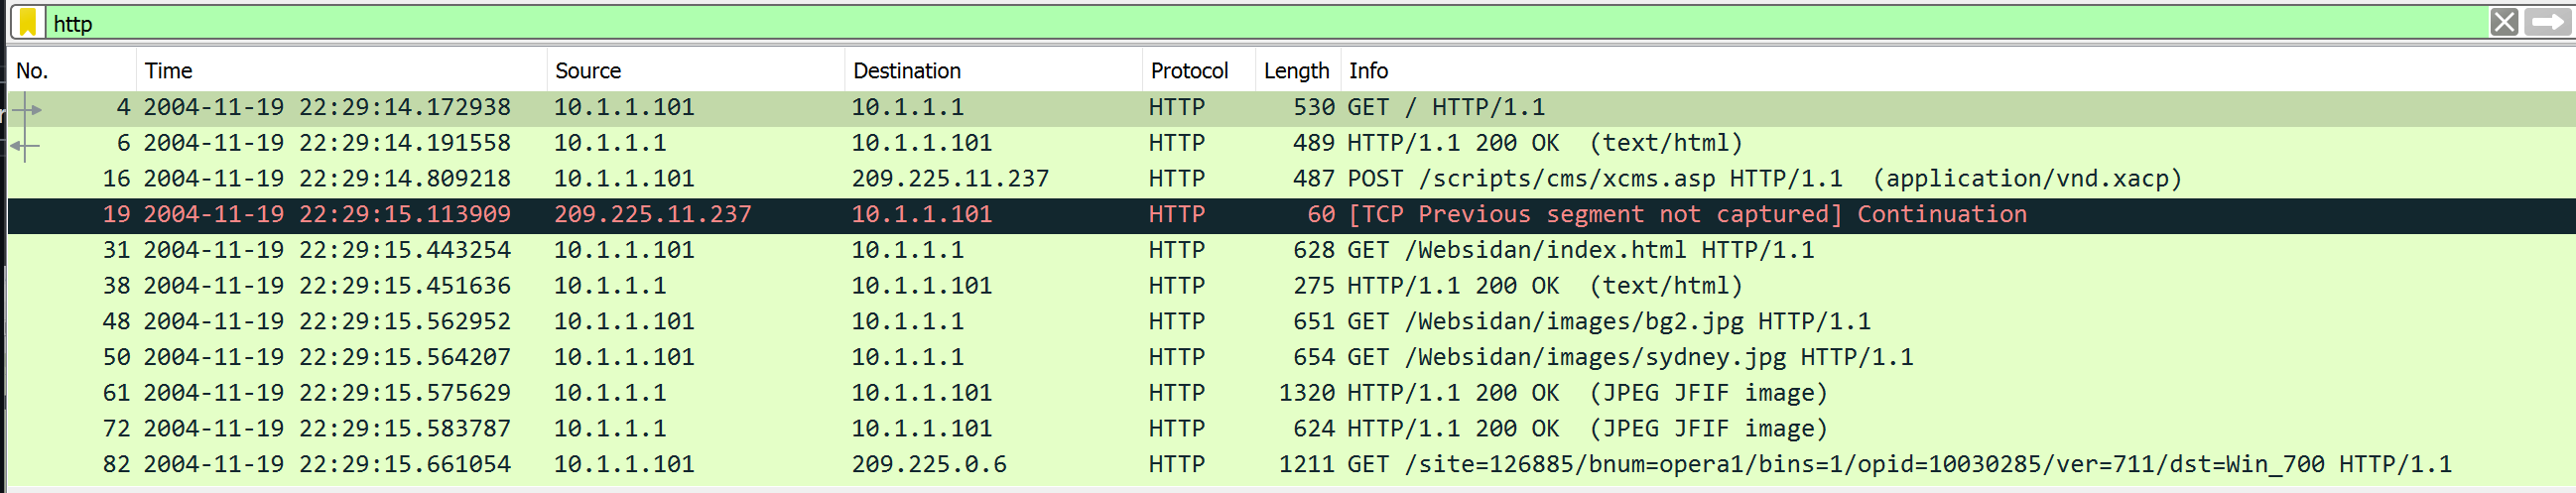 http
No. Time Source Destination Protocol Length Info
4 2004-11-19 22:29:14.172938 10.1.1.101 10.1.1.1 HTTP 530 GET / HTTP/1.1
6 2004-11-19 22:29:14.191558 10.1.1.1 10.1.1.101 HTTP 489 HTTP/1.1 200 OK (text/html)
16 2004-11-19 22:29:14.809218 10.1.1.101 209.225.11.237 HTTP 487 POST /scripts/cms/xcms.asp HTTP/1.1 (application/vnd.xacp)
19 2004-11-19 22:29:15.113909 209.225.11.237 10.1.1.101 HTTP 60 [TCP Previous segment not captured] Continuation
31 2004-11-19 22:29:15.443254 10.1.1.101 10.1.1.1 HTTP 628 GET /Websidan/index.html HTTP/1.1
38 2004-11-19 22:29:15.451636 10.1.1.1 10.1.1.101 HTTP 275 HTTP/1.1 200 OK (text/html)
48 2004-11-19 22:29:15.562952 10.1.1.101 10.1.1.1 HTTP 651 GET /Websidan/images/bg2.jpg HTTP/1.1
50 2004-11-19 22:29:15.564207 10.1.1.101 10.1.1.1 HTTP 654 GET /Websidan/images/sydney.jpg HTTP/1.1
61 2004-11-19 22:29:15.575629 10.1.1.1 10.1.1.101 HTTP 1320 HTTP/1.1 200 OK (JPEG JFIF image)
72 2004-11-19 22:29:15.583787 10.1.1.1 10.1.1.101 HTTP 624 HTTP/1.1 200 OK (JPEG JFIF image)
82 2004-11-19 22:29:15.661054 10.1.1.101 209.225.0.6 HTTP 1211 GET /site=126885/bnum=opera1/bins=1/opid=10030285/ver=711/dst=Win_700 HTTP/1.1